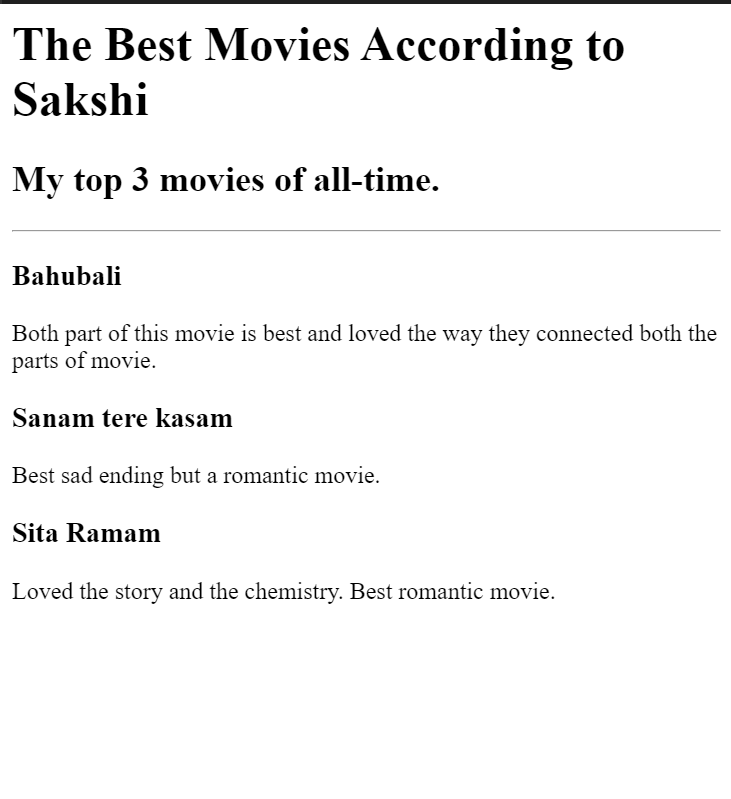 The Best Movies According to
Sakshi
My top 3 movies of all-time.
Bahubali
Both part of this movie is best and loved the way they connected both the
parts of movie.
Sanam tere kasam
Best sad ending but a romantic movie.
Sita Ramam
Loved the story and the chemistry. Best romantic movie.